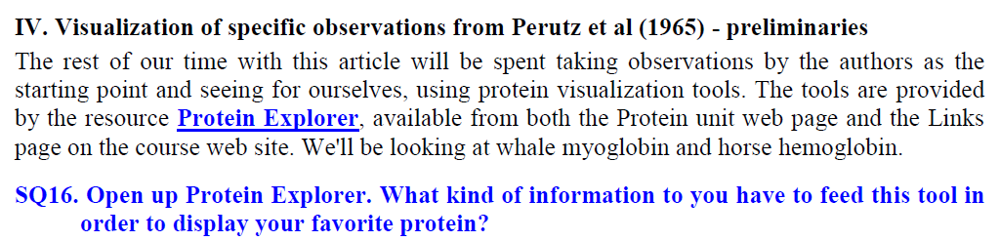 IV. Visualization of specific observations from Perutz et al (1965) - preliminaries
The rest of our time with this article will be spent taking observations by the authors as the
starting point and seeing for ourselves, using protein visualization tools. The tools are provided
by the resource Protein Explorer, available from both the Protein unit web page and the Links
page on the course web site. We'll be looking at whale myoglobin and horse hemoglobin.
SQ16. Open up Protein Explorer. What kind of information to you have to feed this tool in
order to display your favorite protein?